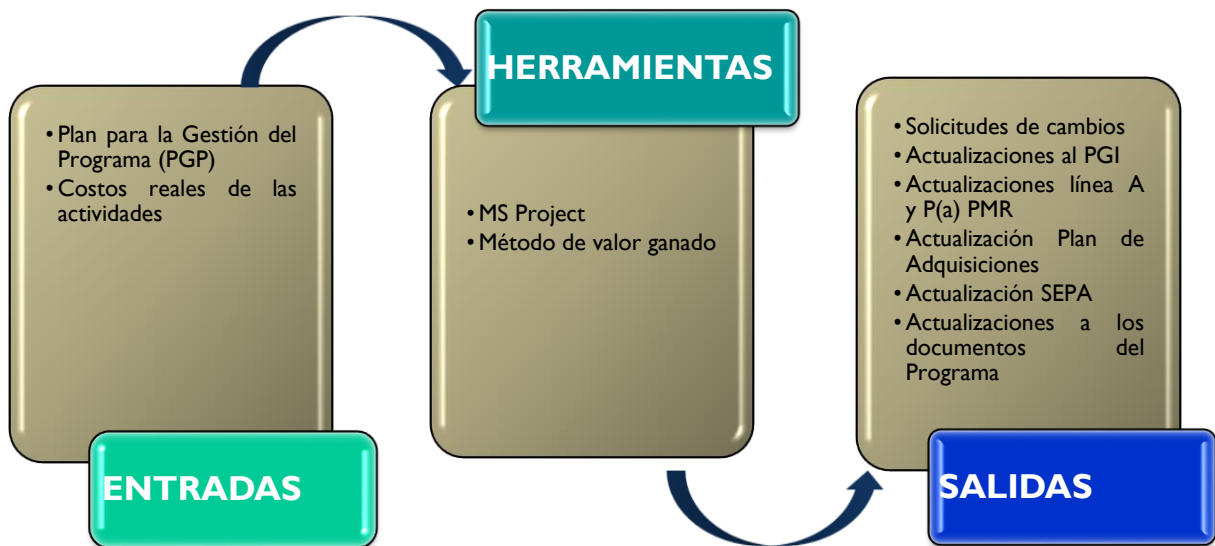 • Plan para la Gestión del
Programa (PGP)
• Costos reales de las
actividades
ENTRADAS
HERRAMIENTAS
• MS Project
• Método de valor ganado
• Solicitudes de cambios
• Actualizaciones al PGI
• Actualizaciones línea A
y P(a) PMR
• Actualización Plan de
Adquisiciones
• Actualización SEPA
• Actualizaciones a los
documentos del
Programa
SALIDAS